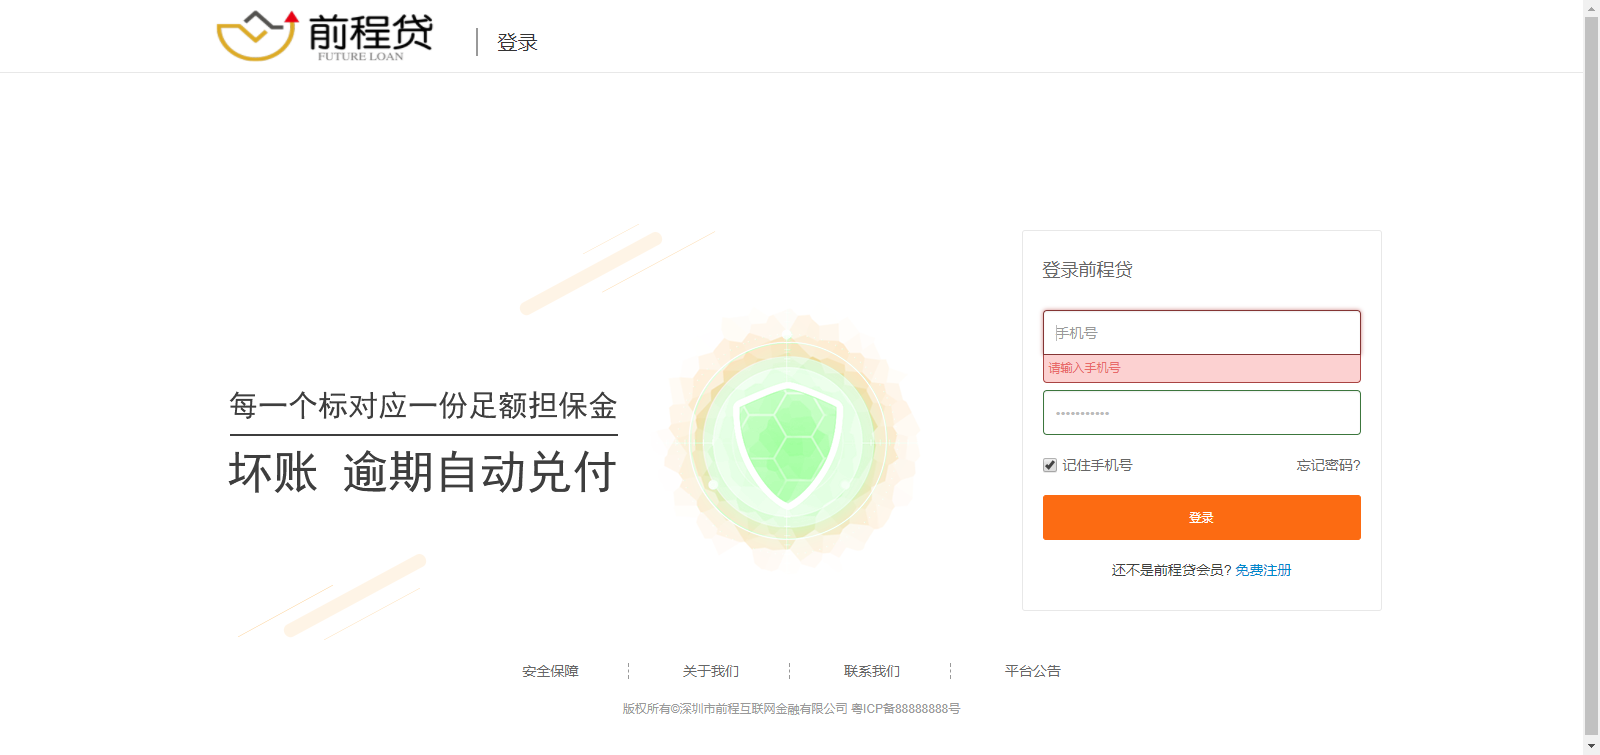 前程贷
FUTURE LOAN
登录
每一个标对应一份足额担保金
坏账 逾期自动兑付
登录前程贷
手机号
请输入手机号
记住手机号 忘记密码?
登录
还不是前程贷会员? 免费注册
安全保障 关于我们 联系我们 平台公告
版权所有©深圳市前程互联网金融有限公司 粤ICP备88888888号